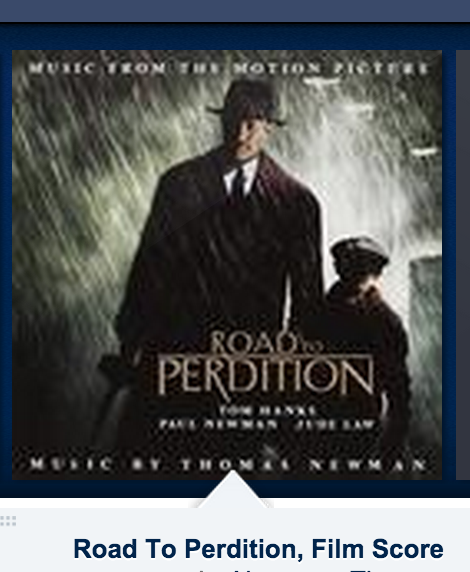 MUSIC FROM THE MOTION PICTURE
ROAD TO
PERDITION
TOM HANKS
PAUL NEWMAN JUDE LAW
MUSIC BY THOMAS NEWMAN
Road To Perdition, Film Score